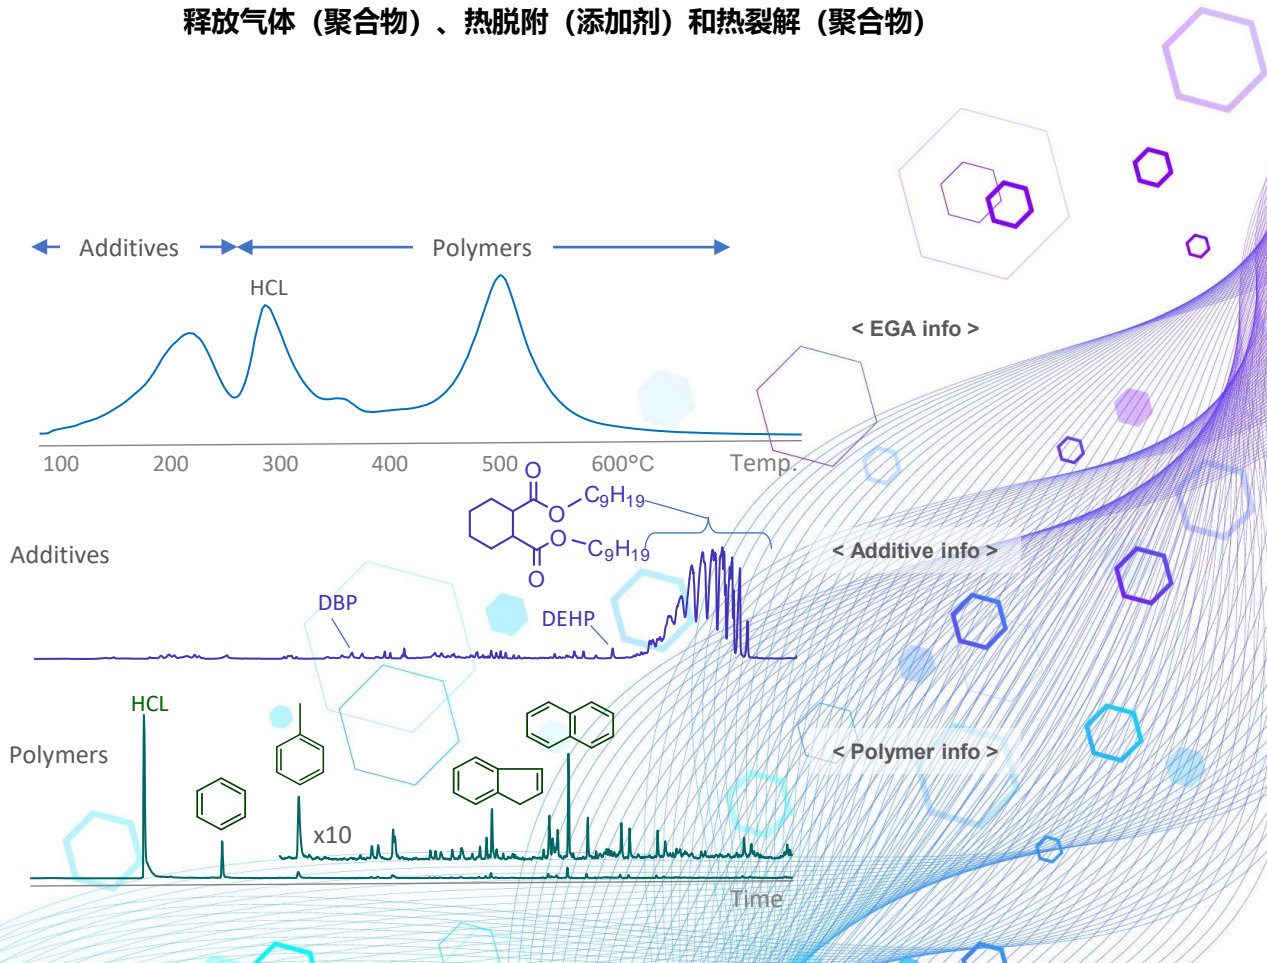 释放气体（聚合物）、热脱附（添加剂）和热裂解（聚合物）
Additives
Polymers
HCL
< EGA info >
100 200 300 400 500 600°C Temp.
O
O C₉H₁₉
Additives
O C₉H₁₉
O
< Additive info >
DBP
DEHP
HCL
Polymers
< Polymer info >
x10
Time